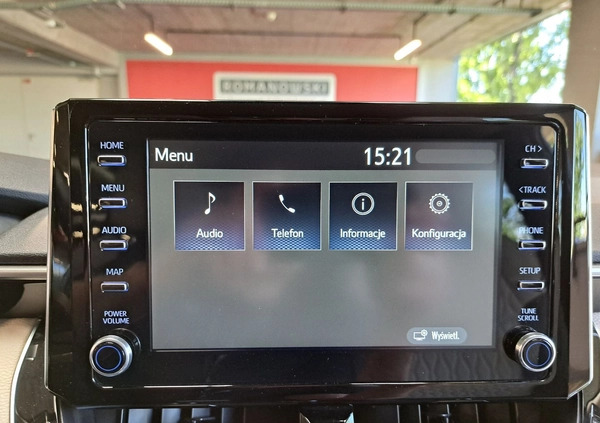 ROMANOWSKI
HOME
MENU
AUDIO
MAP
POWER
VOLUME
Menu
15:21
Audio
Telefon
Informacje
Konfiguracja
Wyświetl.
CH >
<TRACK
PHONE
SETUP
TUNE
SCROLL